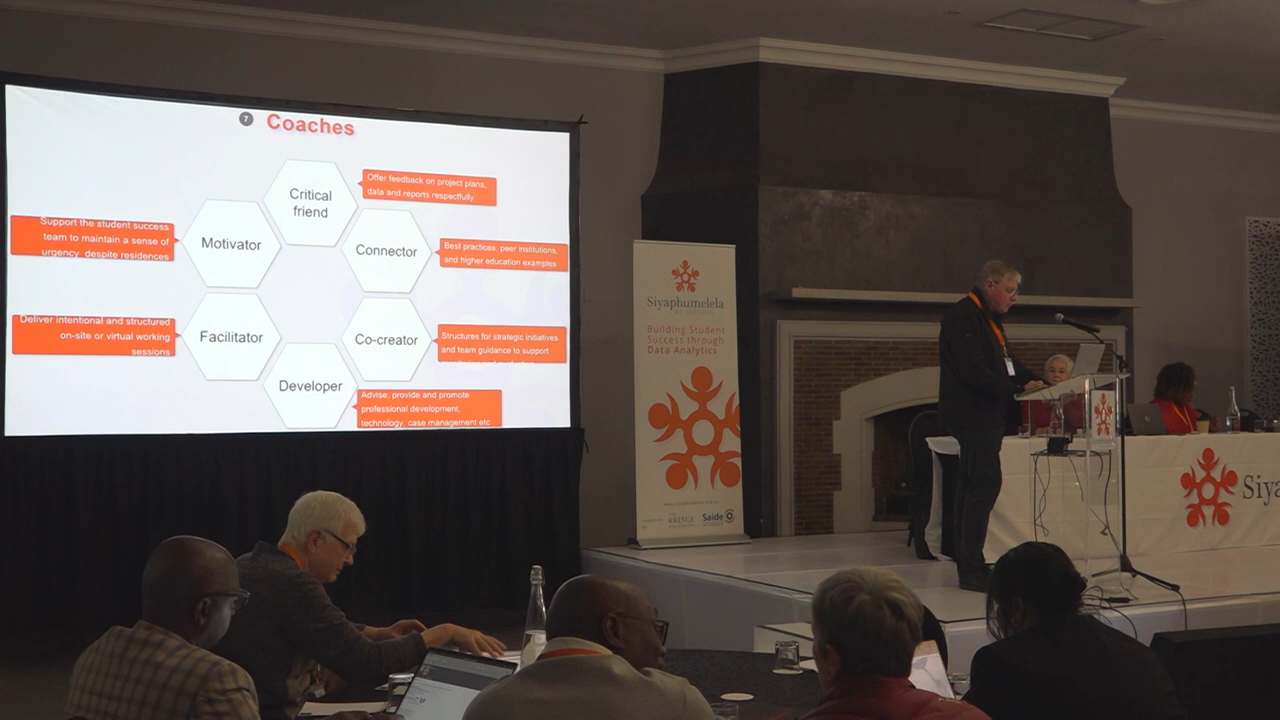 7
Coaches
Critical
friend
Offer feedback on project plans,
data and reports respectfully
Motivator
Support the student success
team to maintain a sense of
urgency despite residences
Connector
Best practices, peer institutions,
and higher education examples
Facilitator
Deliver intentional and structured
on-site or virtual working
sessions
Co-creator
Structures for strategic initiatives
and team guidance to support
Developer
Advise, provide and promote
professional development,
technology, case management etc
Siyaphumelela
WE SUCCEED
Building Student
Success through
Data Analytics
THE
KRESGE
Saide
Siya